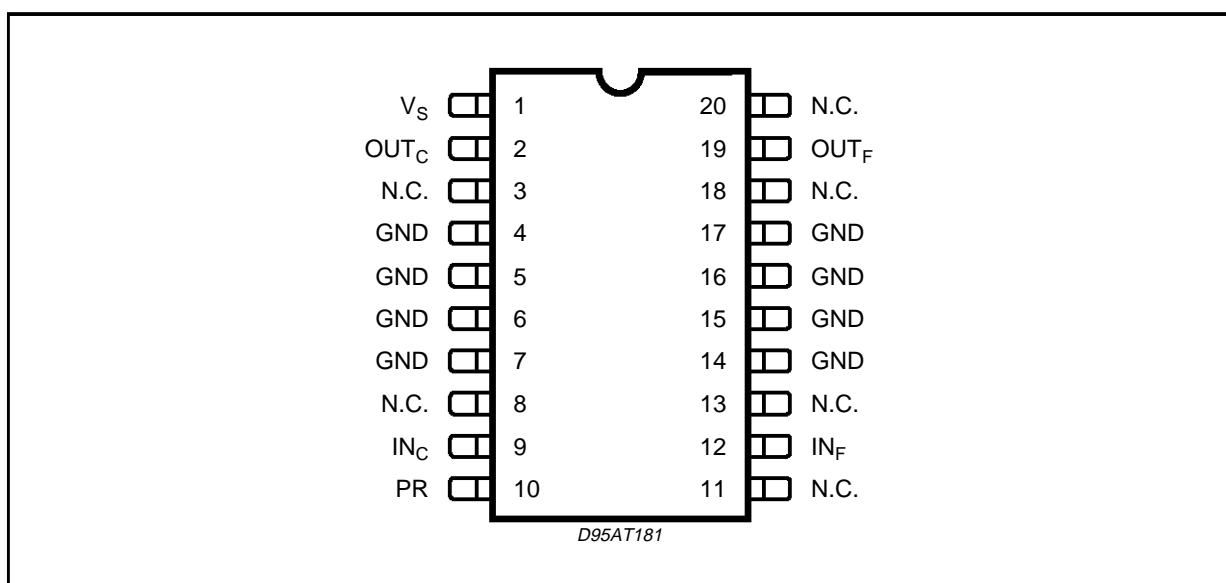 V_S 1 20 N.C.
OUT_C 2 19 OUT_F
N.C. 3 18 N.C.
GND 4 17 GND
GND 5 16 GND
GND 6 15 GND
GND 7 14 GND
N.C. 8 13 N.C.
IN_C 9 12 IN_F
PR 10 11 N.C.
D95AT181